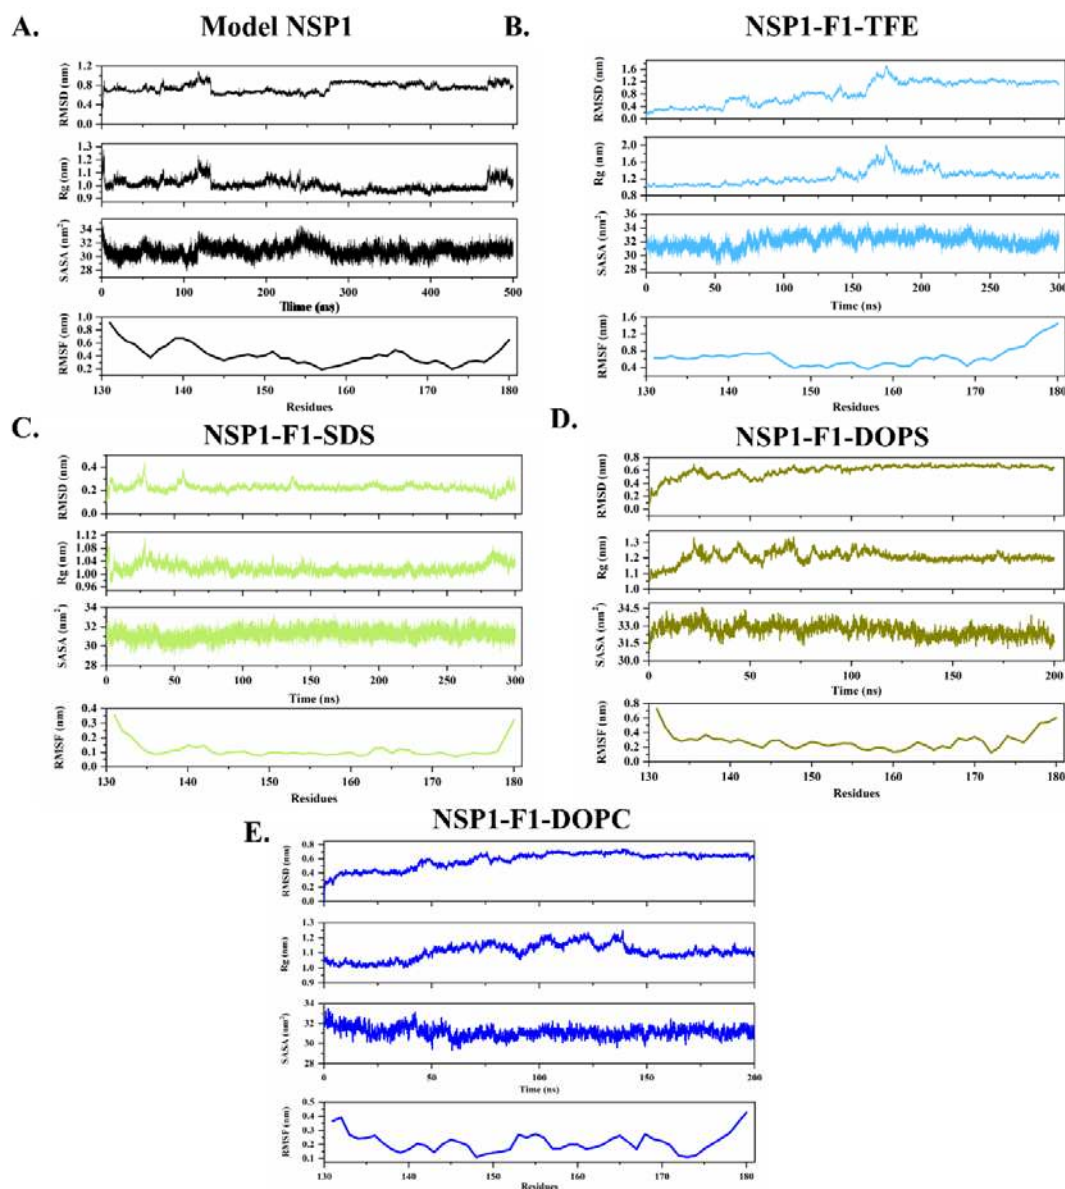 A.
Model NSP1
RMSD (nm)
1.2
0.8
0.4
0.0
Rg (nm)
1.3
1.2
1.1
1.0
0.9
SASA (nm²)
34
32
30
28
0 100 200 300 400 500
Time (ns)
RMSF (nm)
1.0
0.8
0.6
0.4
0.2
130 140 150 160 170 180
Residues
B.
NSP1-F1-TFE
RMSD (nm)
1.6
1.2
0.8
0.4
0.0
Rg (nm)
2.0
1.6
1.2
0.8
SASA (nm²)
36
34
32
30
28
0 50 100 150 200 250 300
Time (ns)
RMSF (nm)
1.6
1.2
0.8
0.4
0.0
130 140 150 160 170 180
Residues
C.
NSP1-F1-SDS
RMSD (nm)
0.4
0.2
0.0
Rg (nm)
1.12
1.08
1.04
1.00
0.96
SASA (nm²)
34
32
30
28
0 50 100 150 200 250 300
Time (ns)
RMSF (nm)
0.4
0.3
0.2
0.1
0.0
130 140 150 160 170 180
Residues
D.
NSP1-F1-DOPS
RMSD (nm)
0.8
0.6
0.4
0.2
0.0
Rg (nm)
1.4
1.3
1.2
1.1
1.0
SASA (nm²)
34.5
33.0
31.5
30.0
0 50 100 150 200
Time (ns)
RMSF (nm)
0.8
0.6
0.4
0.2
0.0
130 140 150 160 170 180
Residues
E.
NSP1-F1-DOPC
RMSD (nm)
0.8
0.6
0.4
0.2
0.0
Rg (nm)
1.3
1.2
1.1
1.0
0.9
SASA (nm²)
34
32
30
28
0 50 100 150 200
Time (ns)
RMSF (nm)
0.5
0.4
0.3
0.2
0.1
130 140 150 160 170 180
Residues